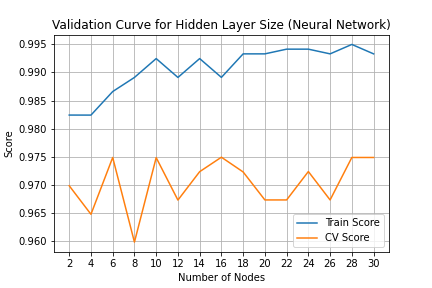 Validation Curve for Hidden Layer Size (Neural Network)
0.995
0.990
0.985
0.980
0.975
0.970
0.965
0.960
Score
Train Score
CV Score
2 4 6 8 10 12 14 16 18 20 22 24 26 28 30
Number of Nodes